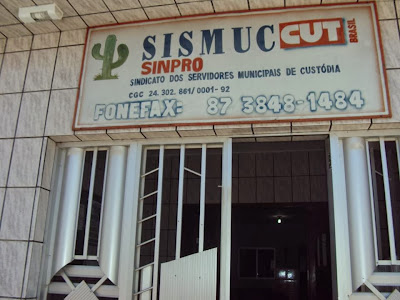 SISMUC CUT BRASIL
SINPRO
SINDICATO DOS SERVIDORES MUNICIPAIS DE CUSTÓDIA
CGC 24. 302. 861/0001-92
FONEFAX: 87 3848-1484